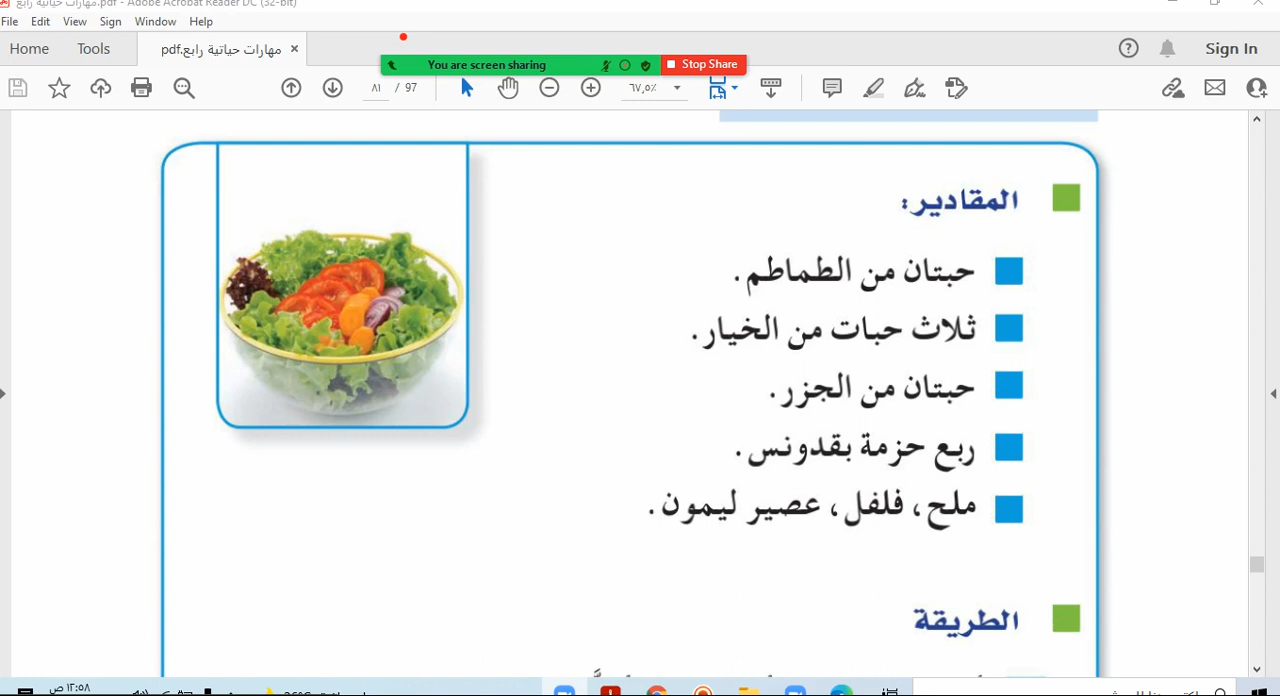 مهارات حياتية رابع.pdf - Adobe Acrobat Reader DC (32-bit)
File Edit View Sign Window Help
Home Tools مهارات حياتية رابع.pdf × Sign In
You are screen sharing Stop Share
٨١ / 97 ٦٧,٥%
المقادير:
حبتان من الطماطم.
ثلاث حبات من الخيار.
حبتان من الجزر.
ربع حزمة بقدونس.
ملح، فلفل، عصير ليمون.
الطريقة
١٢:٥٨ ص